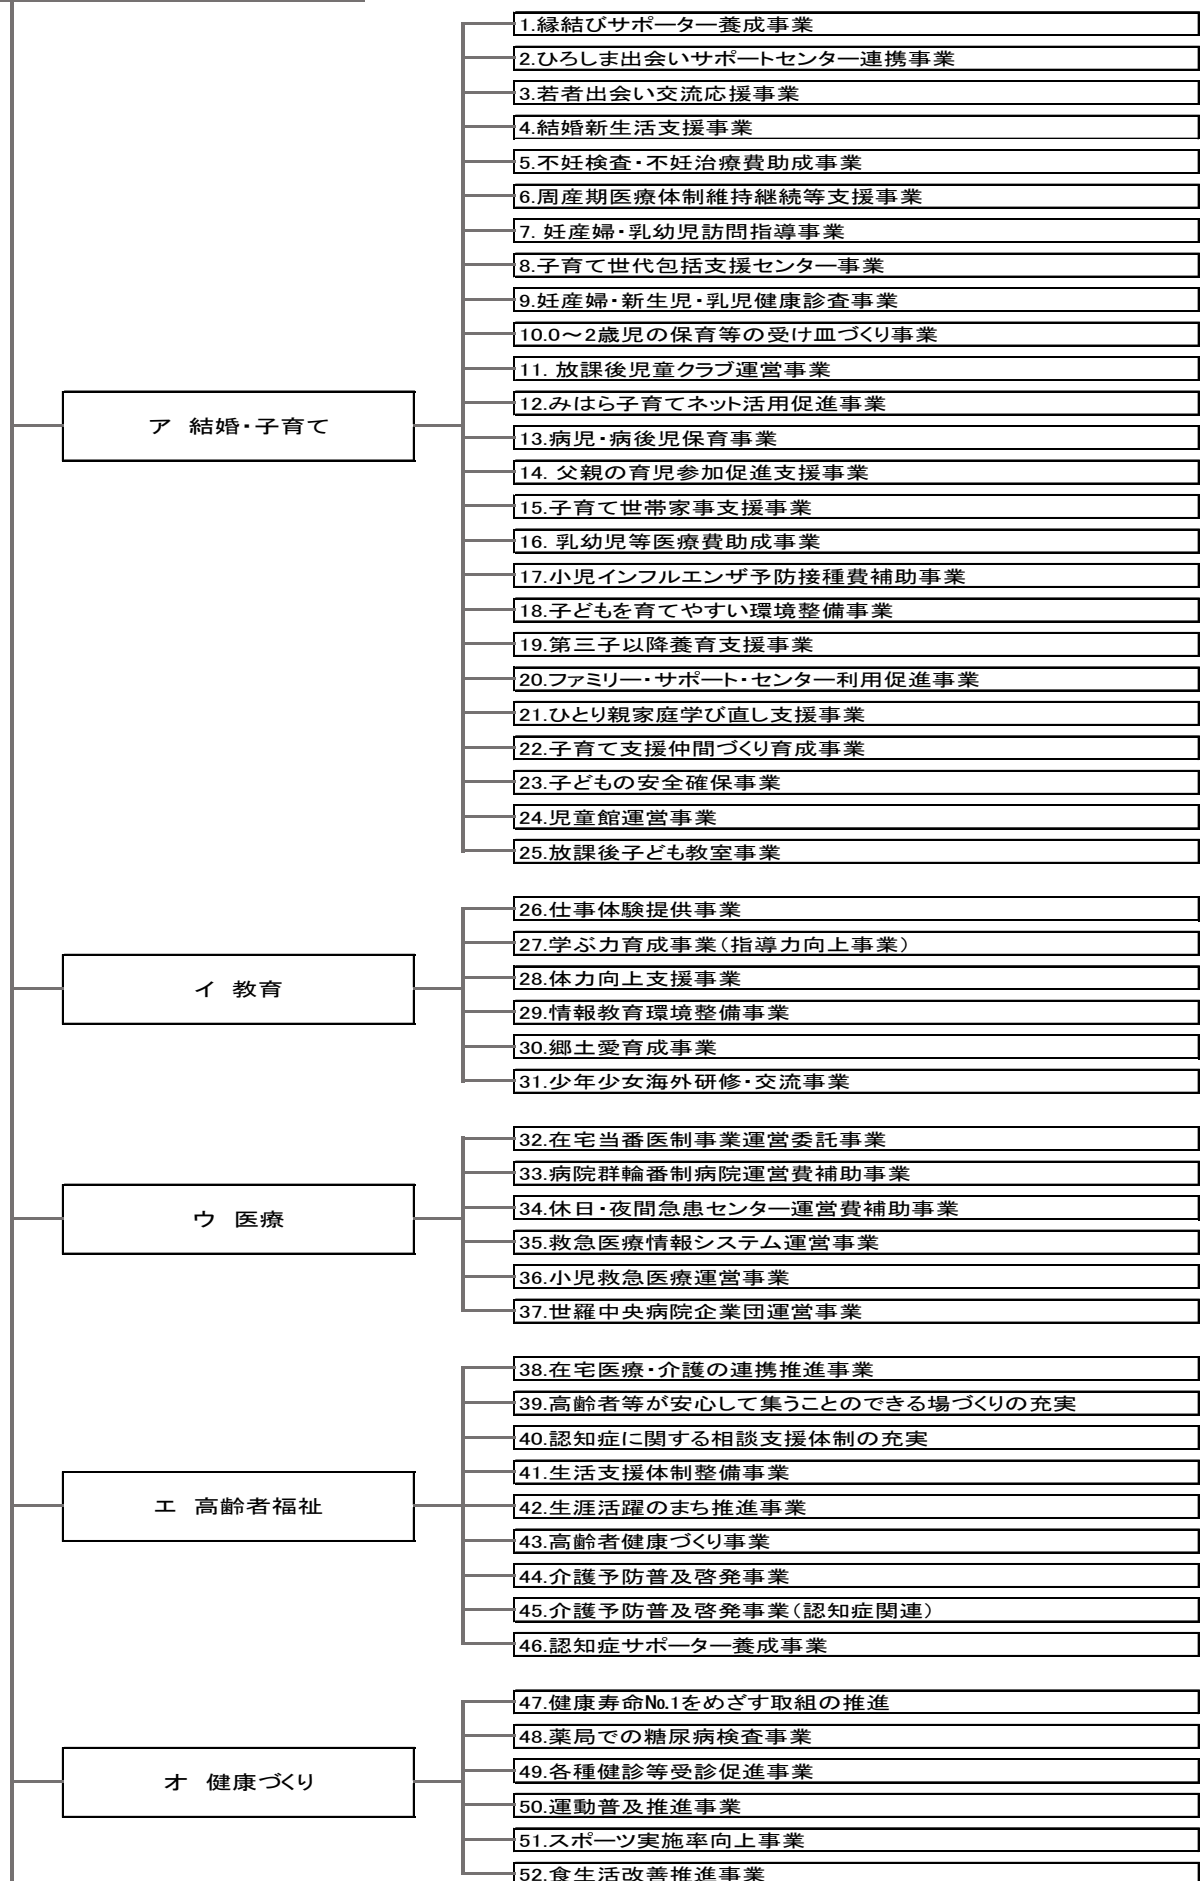 ア 結婚・子育て
1.縁結びサポーター養成事業
2.ひろしま出会いサポートセンター連携事業
3.若者出会い交流応援事業
4.結婚新生活支援事業
5.不妊検査・不妊治療費助成事業
6.周産期医療体制維持継続等支援事業
7. 妊産婦・乳幼児訪問指導事業
8.子育て世代包括支援センター事業
9.妊産婦・新生児・乳児健康診査事業
10.0～2歳児の保育等の受け皿づくり事業
11. 放課後児童クラブ運営事業
12.みはら子育てネット活用促進事業
13.病児・病後児保育事業
14. 父親の育児参加促進支援事業
15.子育て世帯家事支援事業
16. 乳幼児等医療費助成事業
17.小児インフルエンザ予防接種費補助事業
18.子どもを育てやすい環境整備事業
19.第三子以降養育支援事業
20.ファミリー・サポート・センター利用促進事業
21.ひとり親家庭学び直し支援事業
22.子育て支援仲間づくり育成事業
23.子どもの安全確保事業
24.児童館運営事業
25.放課後子ども教室事業
イ 教育
26.仕事体験提供事業
27.学ぶ力育成事業（指導力向上事業）
28.体力向上支援事業
29.情報教育環境整備事業
30.郷土愛育成事業
31.少年少女海外研修・交流事業
ウ 医療
32.在宅当番医制事業運営委託事業
33.病院群輪番制病院運営費補助事業
34.休日・夜間急患センター運営費補助事業
35.救急医療情報システム運営事業
36.小児救急医療運営事業
37.世羅中央病院企業団運営事業
エ 高齢者福祉
38.在宅医療・介護の連携推進事業
39.高齢者等が安心して集うことのできる場づくりの充実
40.認知症に関する相談支援体制の充実
41.生活支援体制整備事業
42.生涯活躍のまち推進事業
43.高齢者健康づくり事業
44.介護予防普及啓発事業
45.介護予防普及啓発事業（認知症関連）
46.認知症サポーター養成事業
オ 健康づくり
47.健康寿命№1をめざす取組の推進
48.薬局での糖尿病検査事業
49.各種健診等受診促進事業
50.運動普及推進事業
51.スポーツ実施率向上事業
52.食生活改善推進事業